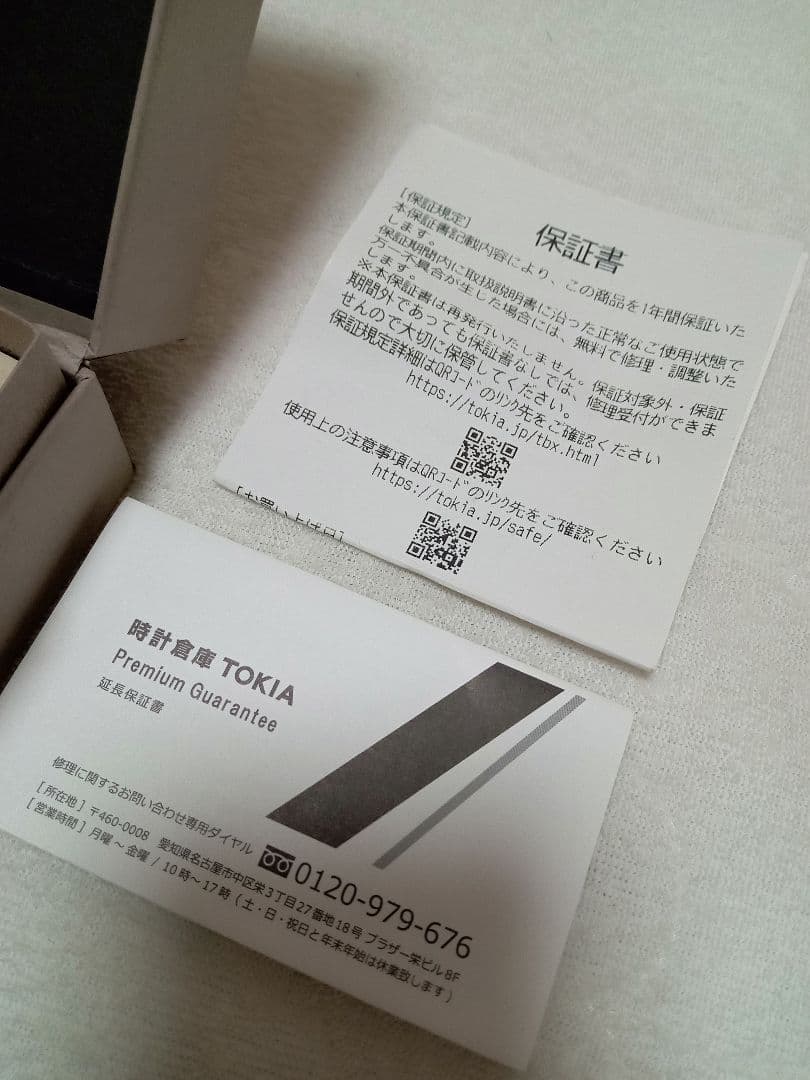 保証書
[保証規定]
本保証書記載内容により、この商品を1年間保証いた
します。
保証期間内に取扱説明書に沿った正常なご使用状態で
万一不具合が生じた場合には、無料で修理・調整いた
します。
※本保証書は再発行いたしません。保証対象外・保証
期間外であっても保証書なしでは、修理受付ができま
せんので大切に保管してください。
保証規定詳細はQRｺｰﾄﾞのﾘﾝｸ先をご確認ください
https://tokia.jp/tbx.html
使用上の注意事項はQRｺｰﾄﾞのﾘﾝｸ先をご確認ください
https://tokia.jp/safe/
[お買い上げ日]
時計倉庫 TOKIA
Premium Guarantee
延長保証書
修理に関するお問い合わせ専用ダイヤル 0120-979-676
[ 所在地 ] 〒460-0008 愛知県名古屋市中区栄3丁目27番地18号 ブラザー栄ビル8F
[ 営業時間 ] 月曜 ～ 金曜 / 10時～17時 ( 土・日・祝日と年末年始は休業致します )